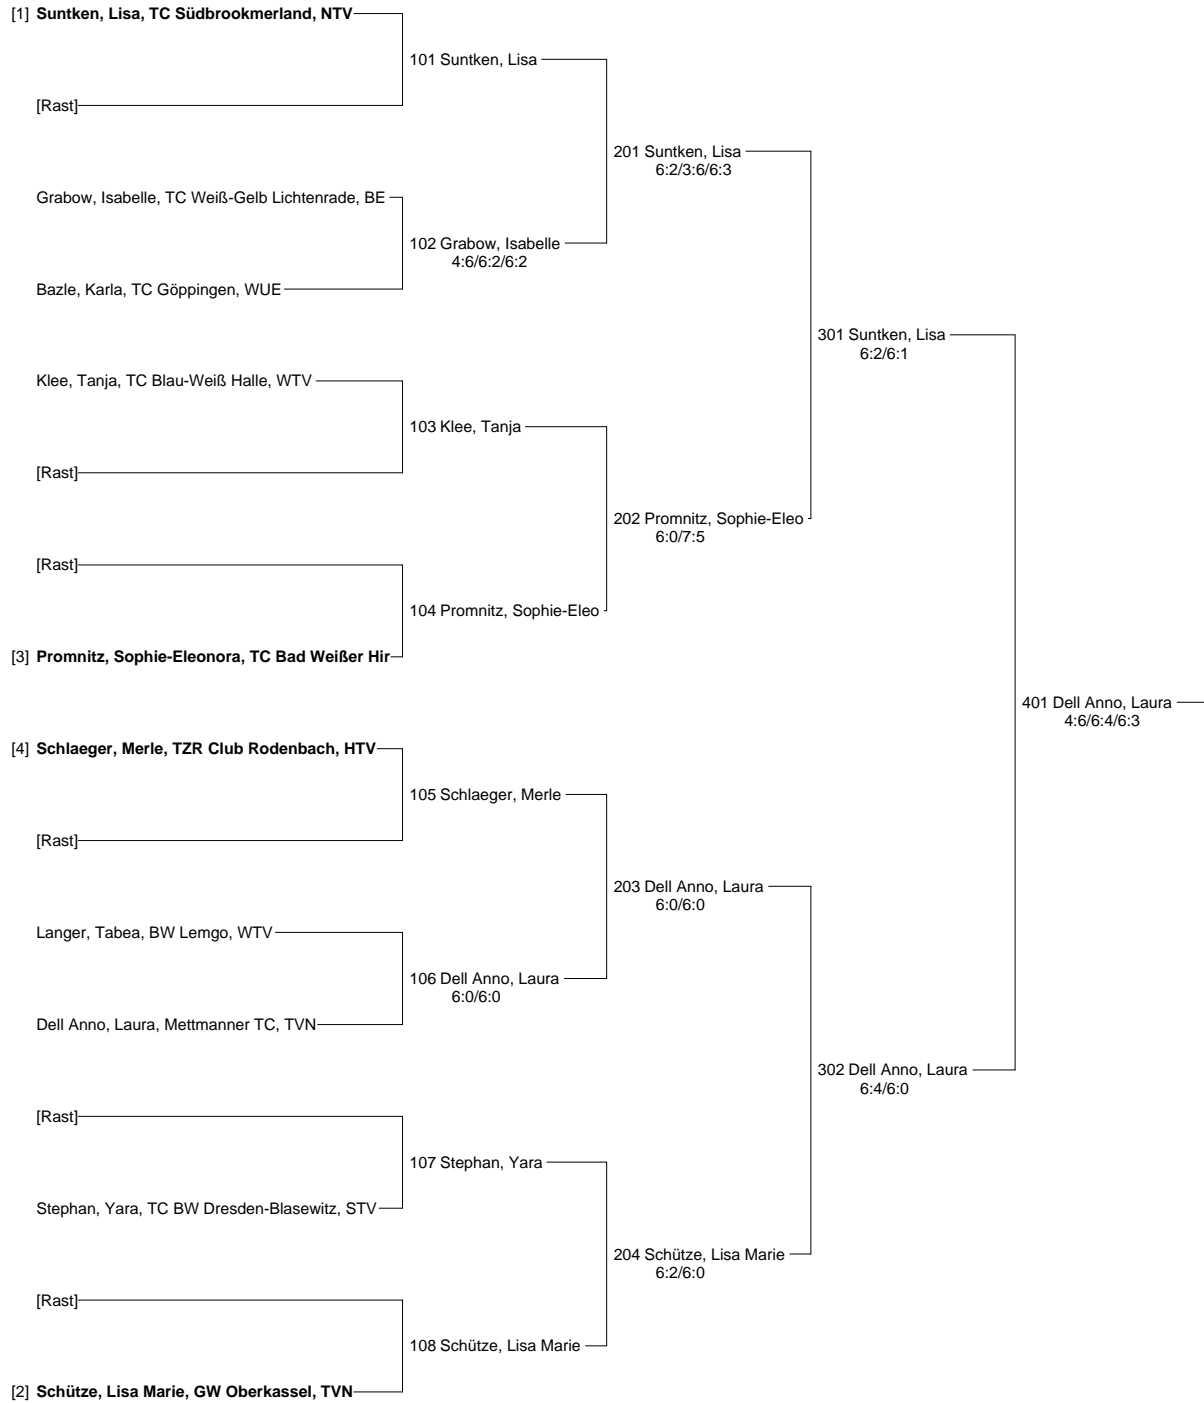 [1] Suntken, Lisa, TC Südbrookmerland, NTV
101 Suntken, Lisa
[Rast]
201 Suntken, Lisa
6:2/3:6/6:3
Grabow, Isabelle, TC Weiß-Gelb Lichtenrade, BE
102 Grabow, Isabelle
4:6/6:2/6:2
Bazle, Karla, TC Göppingen, WUE
301 Suntken, Lisa
6:2/6:1
Klee, Tanja, TC Blau-Weiß Halle, WTV
103 Klee, Tanja
[Rast]
202 Promnitz, Sophie-Eleo
6:0/7:5
[Rast]
104 Promnitz, Sophie-Eleo
[3] Promnitz, Sophie-Eleonora, TC Bad Weißer Hir
401 Dell Anno, Laura
4:6/6:4/6:3
[4] Schlaeger, Merle, TZR Club Rodenbach, HTV
105 Schlaeger, Merle
[Rast]
203 Dell Anno, Laura
6:0/6:0
Langer, Tabea, BW Lemgo, WTV
106 Dell Anno, Laura
6:0/6:0
Dell Anno, Laura, Mettmanner TC, TVN
302 Dell Anno, Laura
6:4/6:0
[Rast]
107 Stephan, Yara
Stephan, Yara, TC BW Dresden-Blasewitz, STV
204 Schütze, Lisa Marie
6:2/6:0
[Rast]
108 Schütze, Lisa Marie
[2] Schütze, Lisa Marie, GW Oberkassel, TVN